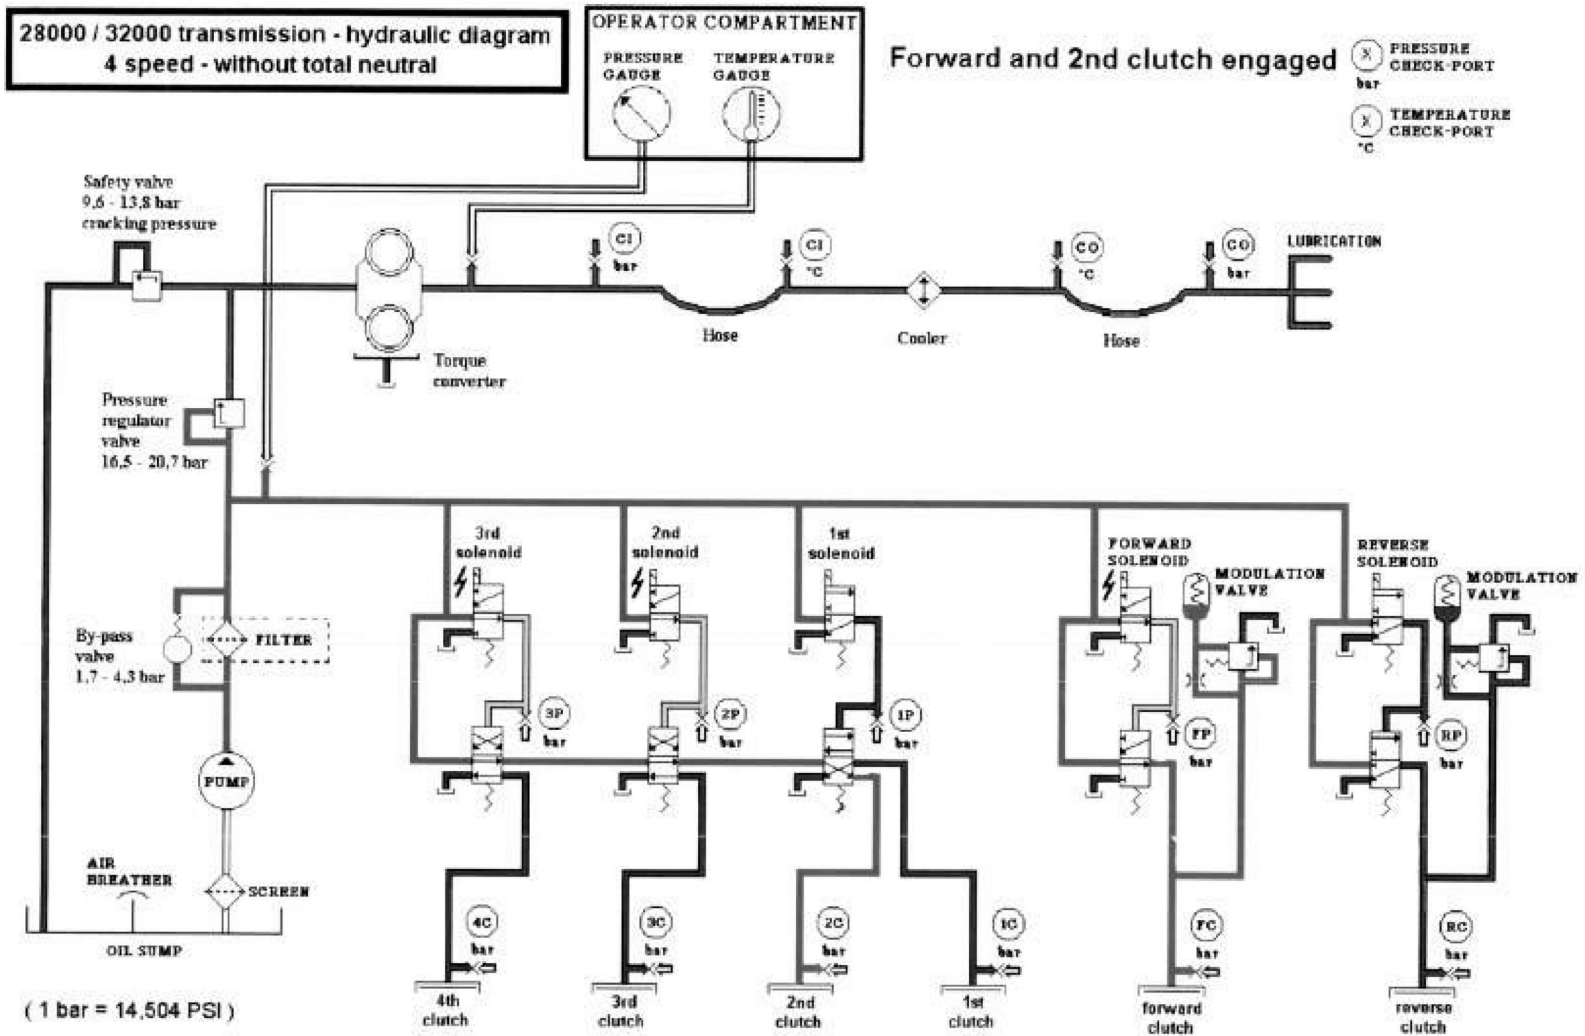 28000 / 32000 transmission - hydraulic diagram
4 speed - without total neutral
OPERATOR COMPARTMENT
PRESSURE
GAUGE
TEMPERATURE
GAUGE
Forward and 2nd clutch engaged
X
PRESSURE
CHECK-PORT
bar
X
TEMPERATURE
CHECK-PORT
°C
Safety valve
9,6 - 13,8 bar
cracking pressure
CI
bar
CI
°C
CO
°C
CO
bar
LUBRICATION
Hose
Cooler
Hose
Torque
converter
Pressure
regulator
valve
16,5 - 20,7 bar
3rd
solenoid
2nd
solenoid
1st
solenoid
FORWARD
SOLENOID
MODULATION
VALVE
REVERSE
SOLENOID
MODULATION
VALVE
By-pass
valve
1,7 - 4,3 bar
FILTER
3P
bar
2P
bar
1P
bar
FP
bar
RP
bar
PUMP
AIR
BREATHER
SCREEN
OIL SUMP
4C
bar
3C
bar
2C
bar
1C
bar
FC
bar
RC
bar
4th
clutch
3rd
clutch
2nd
clutch
1st
clutch
forward
clutch
reverse
clutch
( 1 bar = 14,504 PSI )